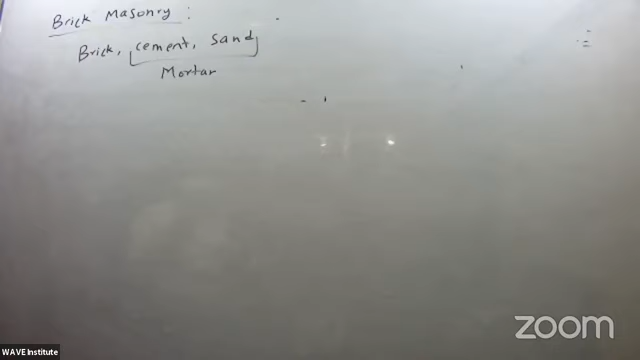 Brick Masonry :
Brick, cement, sand
Mortar
zoom
WAVE Institute